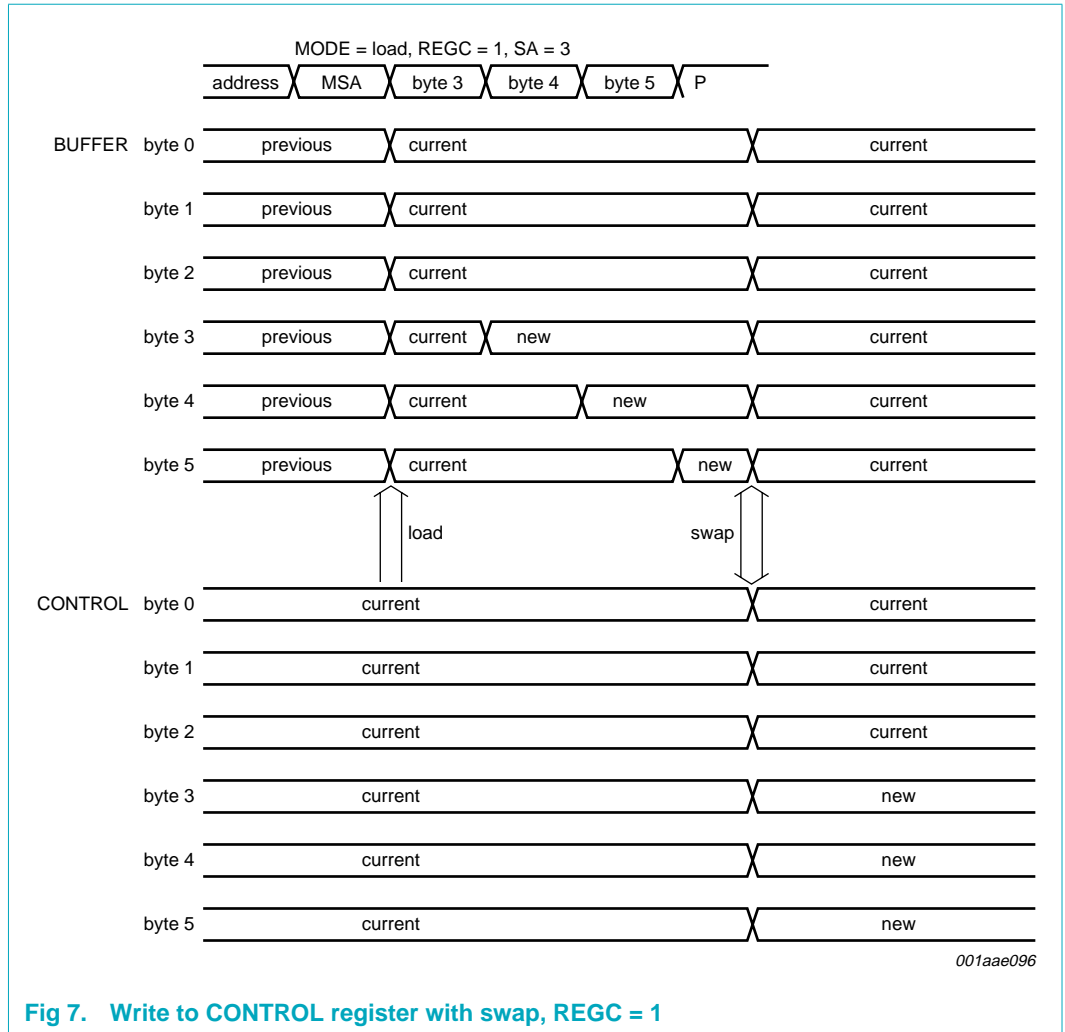 MODE = load, REGC = 1, SA = 3
address MSA byte 3 byte 4 byte 5 P
BUFFER byte 0 previous current current
byte 1 previous current current
byte 2 previous current current
byte 3 previous current new current
byte 4 previous current new current
byte 5 previous current new current
load swap
CONTROL byte 0 current current
byte 1 current current
byte 2 current current
byte 3 current new
byte 4 current new
byte 5 current new
001aae096
Fig 7. Write to CONTROL register with swap, REGC = 1